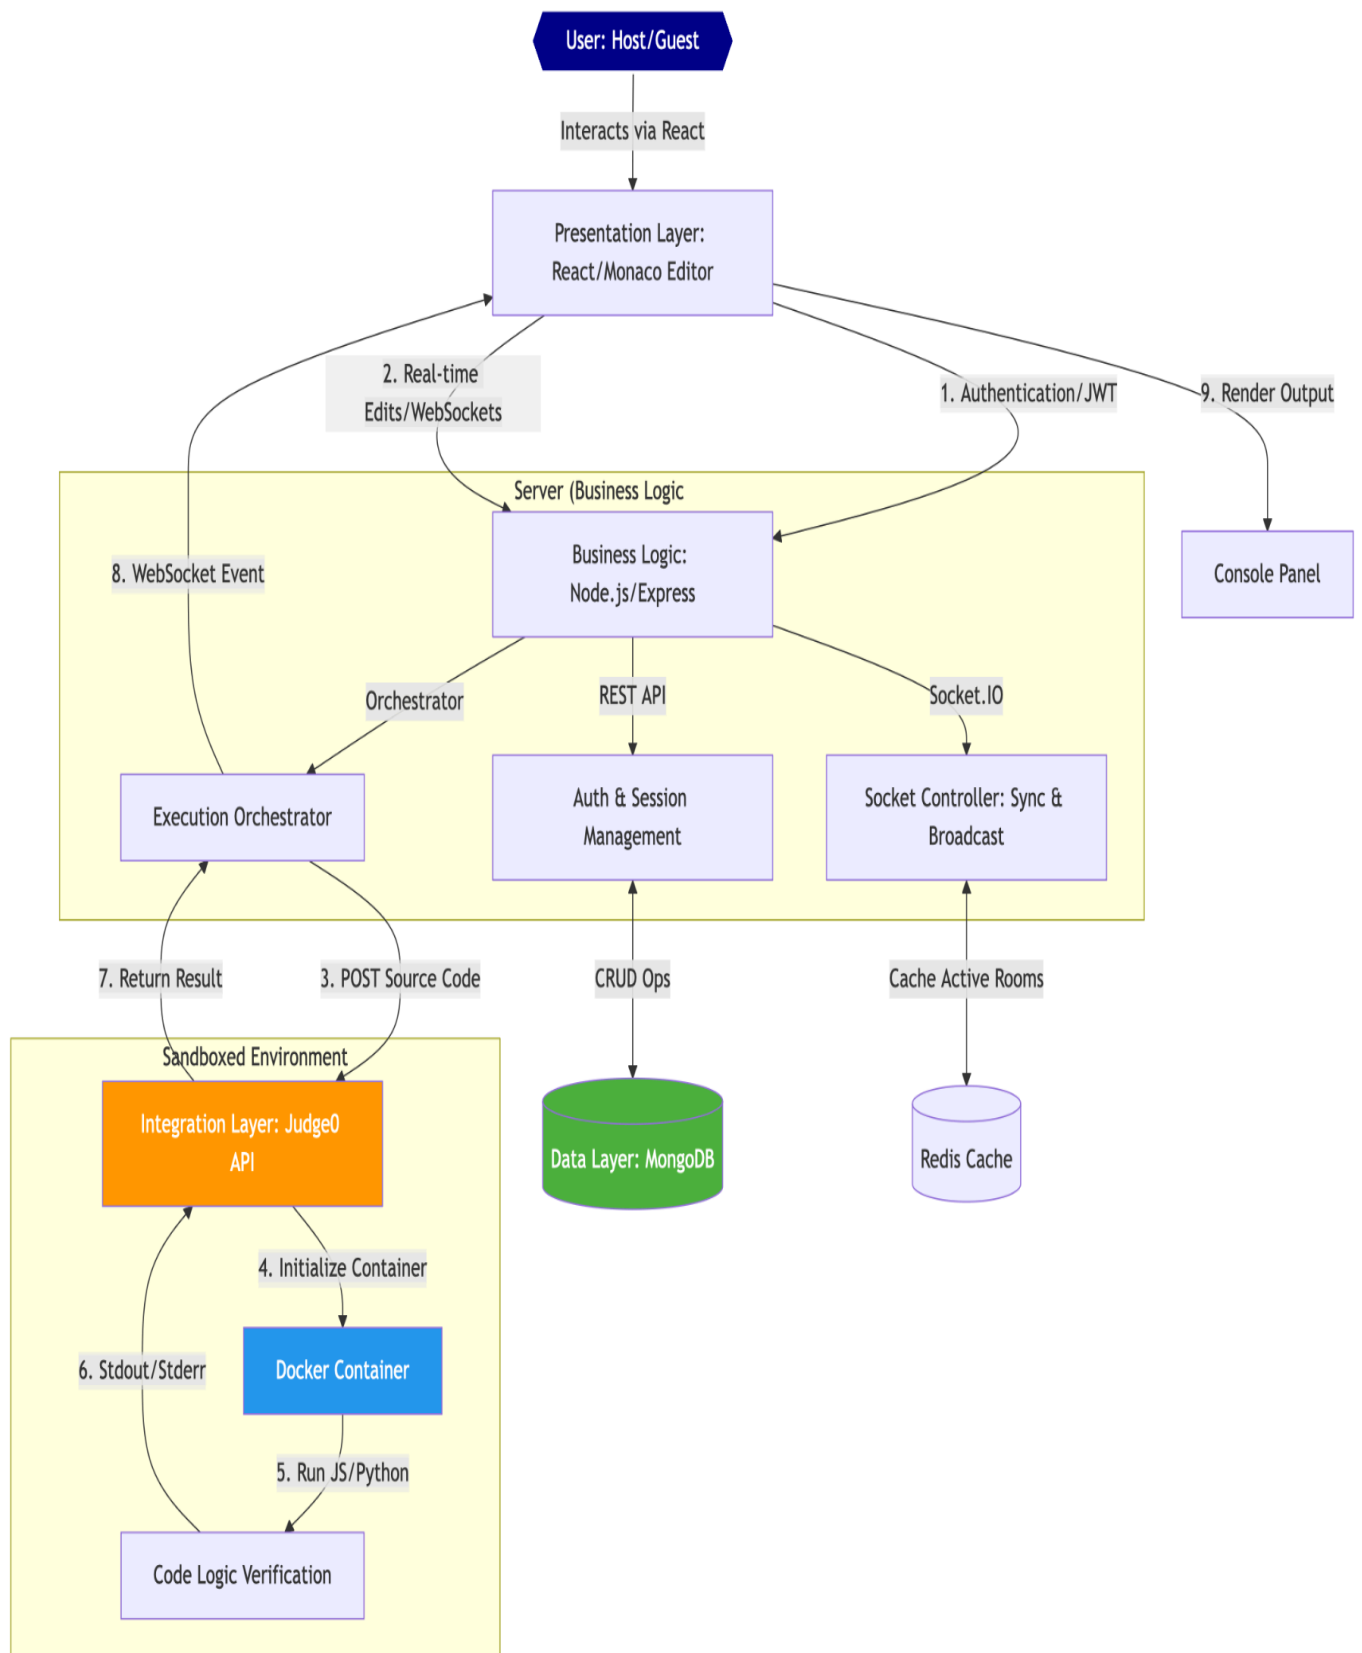 User: Host/Guest
Interacts via React
Presentation Layer:
React/Monaco Editor
2. Real-time
Edits/WebSockets
1. Authentication/JWT
9. Render Output
Server (Business Logic
Business Logic:
Node.js/Express
Console Panel
8. WebSocket Event
Orchestrator
REST API
Socket.IO
Execution Orchestrator
Auth & Session
Management
Socket Controller: Sync &
Broadcast
7. Return Result
3. POST Source Code
CRUD Ops
Cache Active Rooms
Sandboxed Environment
Integration Layer: Judge0
API
Data Layer: MongoDB
Redis Cache
4. Initialize Container
6. Stdout/Stderr
Docker Container
5. Run JS/Python
Code Logic Verification